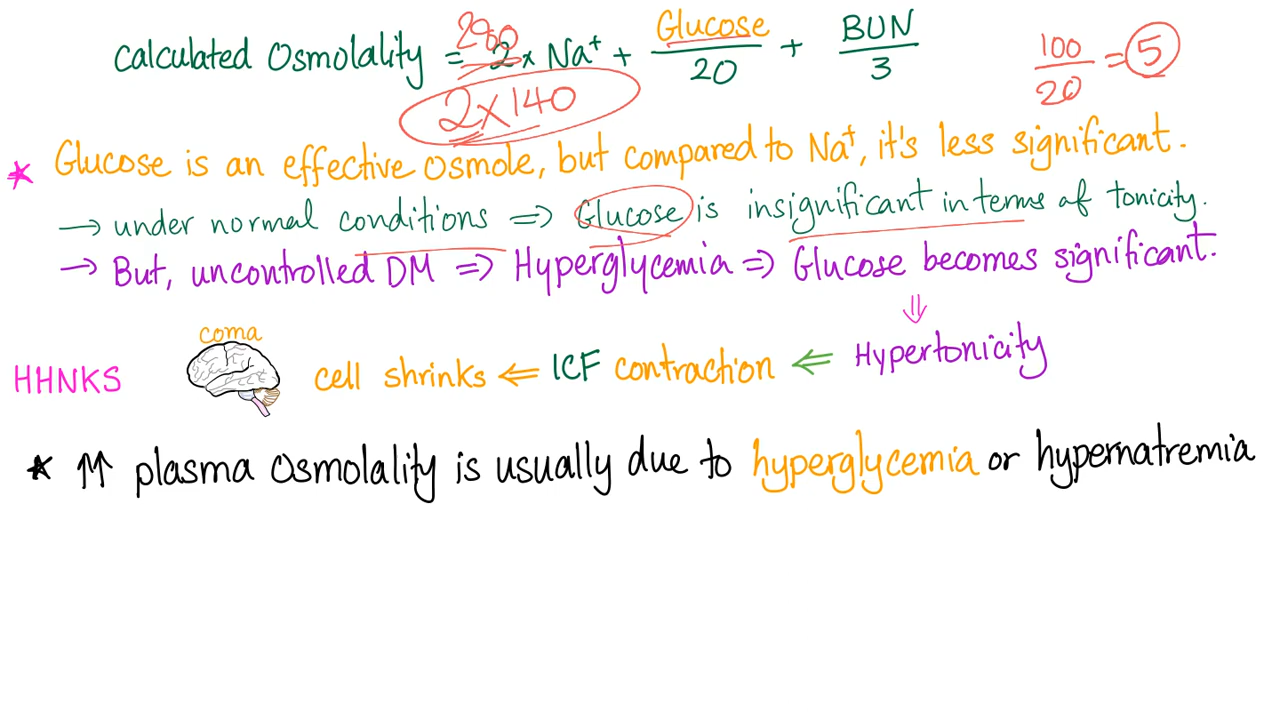 Calculated Osmolality = 2 x Na⁺ + Glucose/20 + BUN/3
100/20 = 5
2 x 140
* Glucose is an effective osmole, but compared to Na⁺, it's less significant.
→ under normal conditions ⇒ Glucose is insignificant in terms of tonicity.
→ But, uncontrolled DM ⇒ Hyperglycemia ⇒ Glucose becomes significant.
⇓
HHNKS coma cell shrinks ⇐ ICF contraction ⇐ Hypertonicity
* ↑↑ plasma Osmolality is usually due to hyperglycemia or hypernatremia